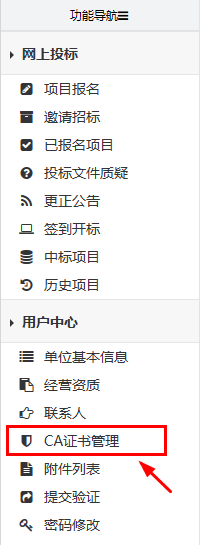 功能导航
网上投标
项目报名
邀请招标
已报名项目
投标文件质疑
更正公告
签到开标
中标项目
历史项目
用户中心
单位基本信息
经营资质
联系人
CA证书管理
附件列表
提交验证
密码修改